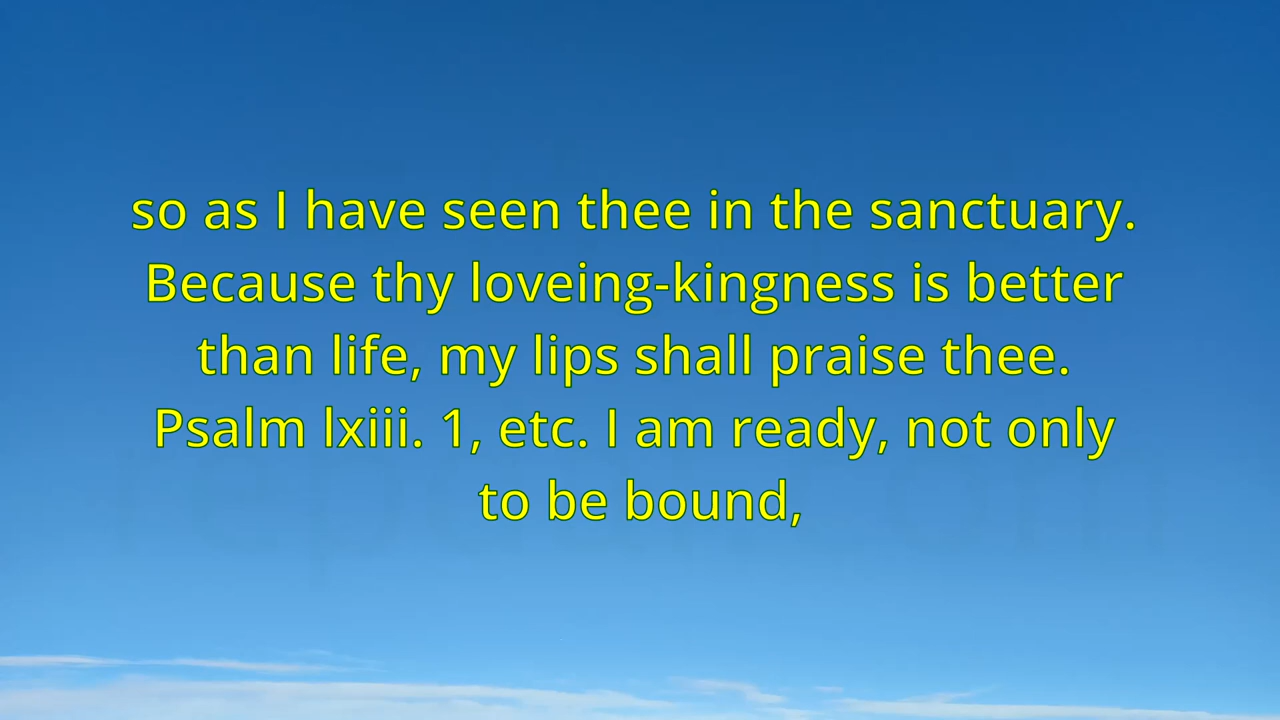 so as I have seen thee in the sanctuary.
Because thy loveing-kingness is better
than life, my lips shall praise thee.
Psalm lxiii. 1, etc. I am ready, not only
to be bound,